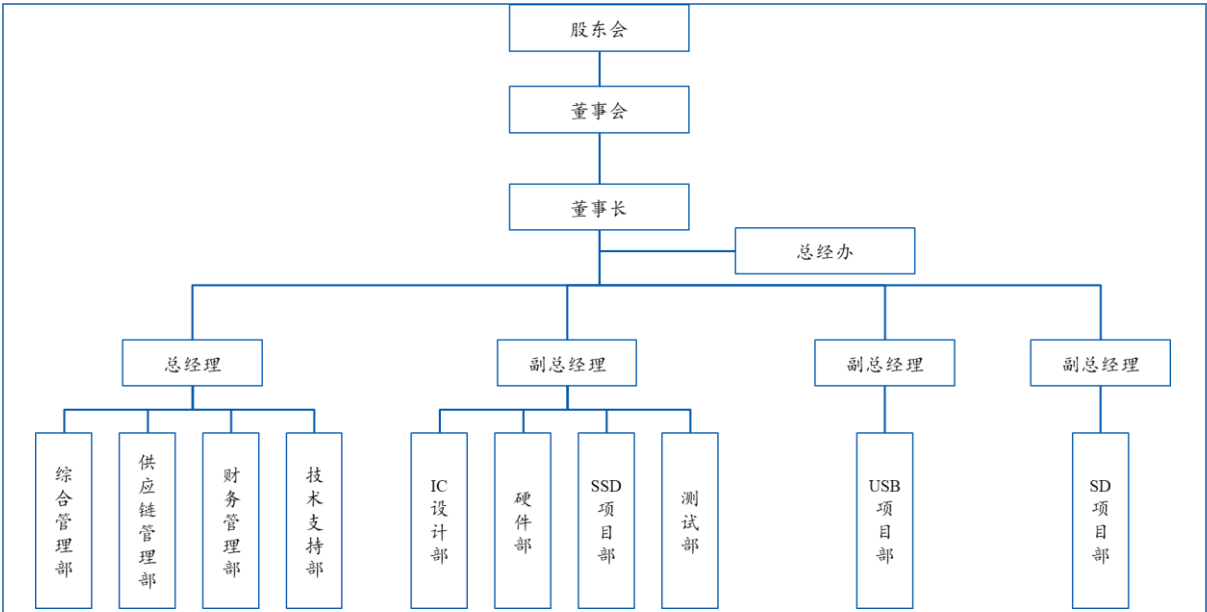 股东会
董事会
董事长
总经办
总经理
副总经理
副总经理
副总经理
综合管理部
供应链管理部
财务管理部
技术支持部
IC设计部
硬件部
SSD项目部
测试部
USB项目部
SD项目部